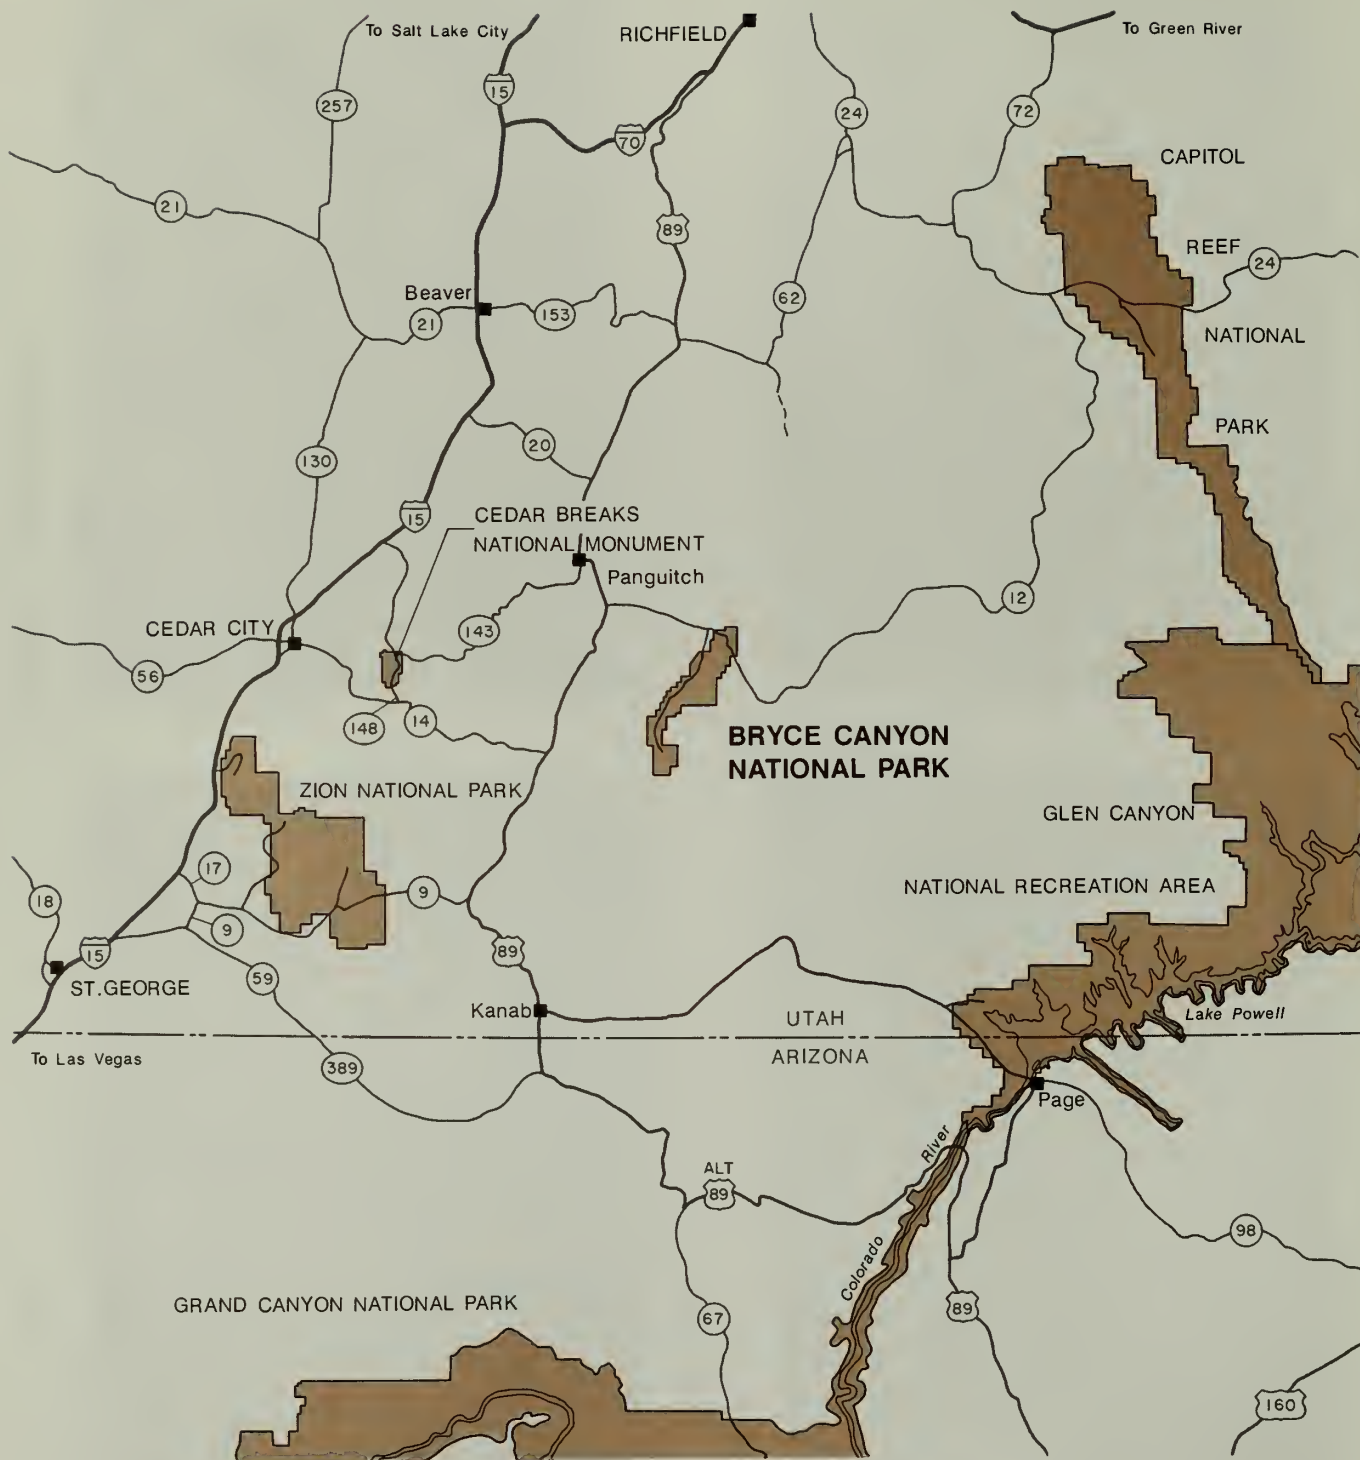 To Salt Lake City
RICHFIELD
To Green River
15
257
24
72
70
CAPITOL
21
89
REEF
24
Beaver
62
21
153
NATIONAL
PARK
20
130
15
CEDAR BREAKS
NATIONAL MONUMENT
Panguitch
12
CEDAR CITY
143
56
148
14
BRYCE CANYON
NATIONAL PARK
ZION NATIONAL PARK
GLEN CANYON
17
NATIONAL RECREATION AREA
9
18
9
15
89
59
ST.GEORGE
Kanab
UTAH
Lake Powell
To Las Vegas
ARIZONA
389
Page
River
ALT
89
98
Colorado
GRAND CANYON NATIONAL PARK
67
89
160